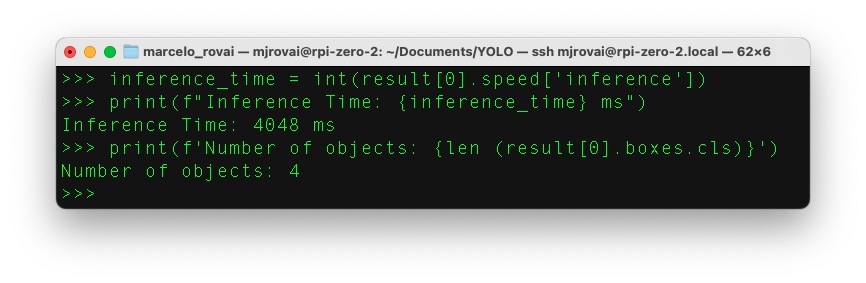 marcelo_rovai — mjrovai@rpi-zero-2: ~/Documents/YOLO — ssh mjrovai@rpi-zero-2.local — 62×6
>>> inference_time = int(result[0].speed['inference'])
>>> print(f"Inference Time: {inference_time} ms")
Inference Time: 4048 ms
>>> print(f'Number of objects: {len (result[0].boxes.cls)}')
Number of objects: 4
>>>